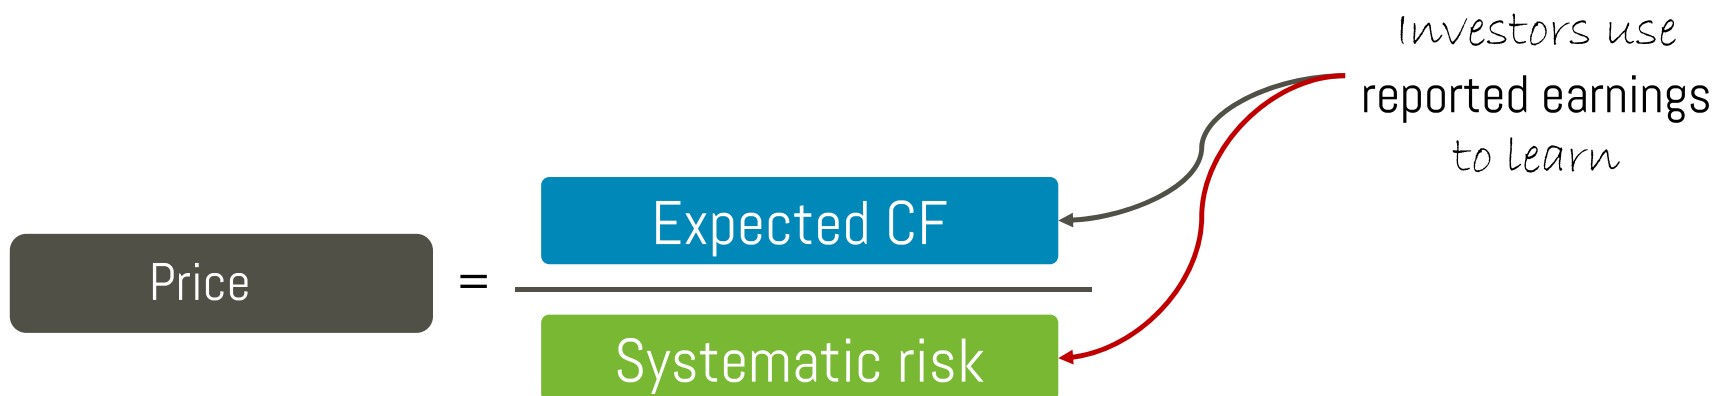 Investors use
reported earnings
to learn
Expected CF
Price
=
Systematic risk